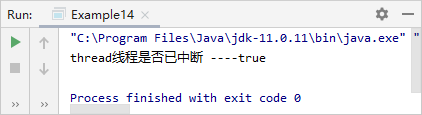 Run: Example14
"C:\Program Files\Java\jdk-11.0.11\bin\java.exe" "
thread线程是否已中断 ----true
Process finished with exit code 0